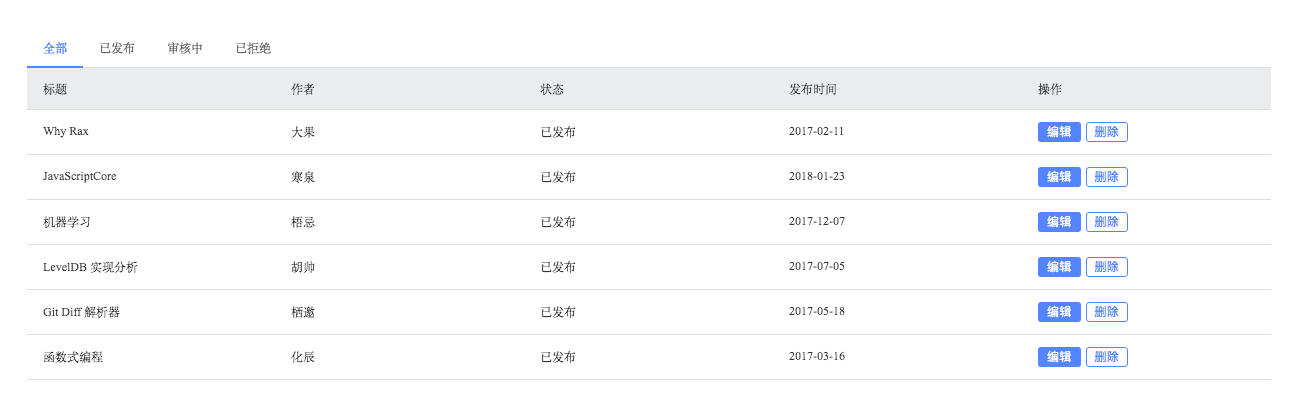 全部 已发布 审核中 已拒绝
标题 作者 状态 发布时间 操作
Why Rax 大果 已发布 2017-02-11 编辑 删除
JavaScriptCore 寒泉 已发布 2018-01-23 编辑 删除
机器学习 梧忌 已发布 2017-12-07 编辑 删除
LevelDB 实现分析 胡帅 已发布 2017-07-05 编辑 删除
Git Diff 解析器 栖邀 已发布 2017-05-18 编辑 删除
函数式编程 化辰 已发布 2017-03-16 编辑 删除